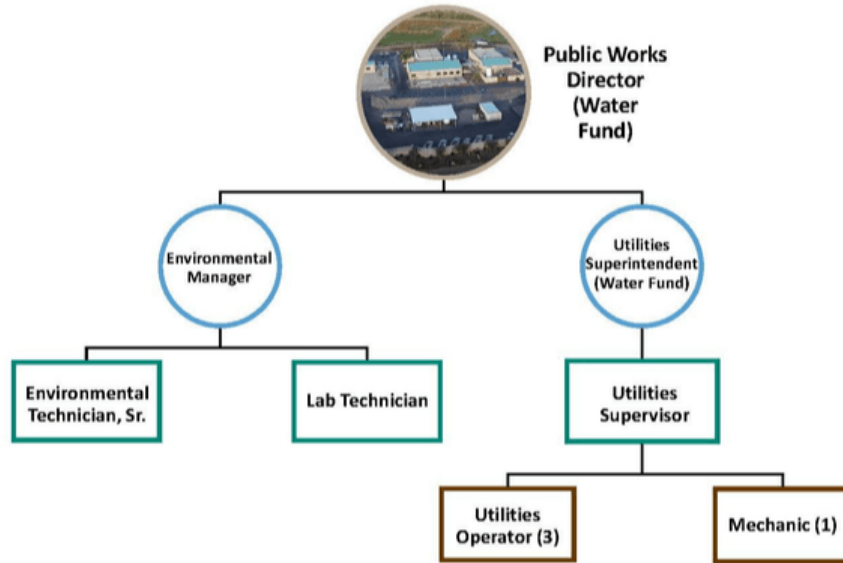 Public Works
Director
(Water
Fund)
Environmental
Manager
Utilities
Superintendent
(Water Fund)
Environmental
Technician, Sr.
Lab Technician
Utilities
Supervisor
Utilities
Operator (3)
Mechanic (1)